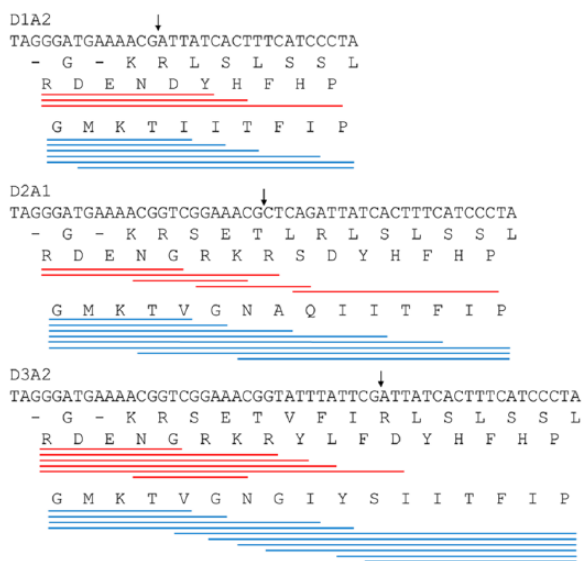 D1A2
TAGGGATGAAAACGATTATCACTTTCATCCCTA
- G - K R L S L S S L
R D E N D Y H F H P
G M K T I I T F I P
D2A1
TAGGGATGAAAACGGTCGGAAACGCTCAGATTATCACTTTCATCCCTA
- G - K R S E T L R L S L S S L
R D E N G R K R S D Y H F H P
G M K T V G N A Q I I T F I P
D3A2
TAGGGATGAAAACGGTCGGAAACGGTATTTATTCGATTATCACTTTCATCCCTA
- G - K R S E T V F I R L S L S S L
R D E N G R K R Y L F D Y H F H P
G M K T V G N G I Y S I I T F I P